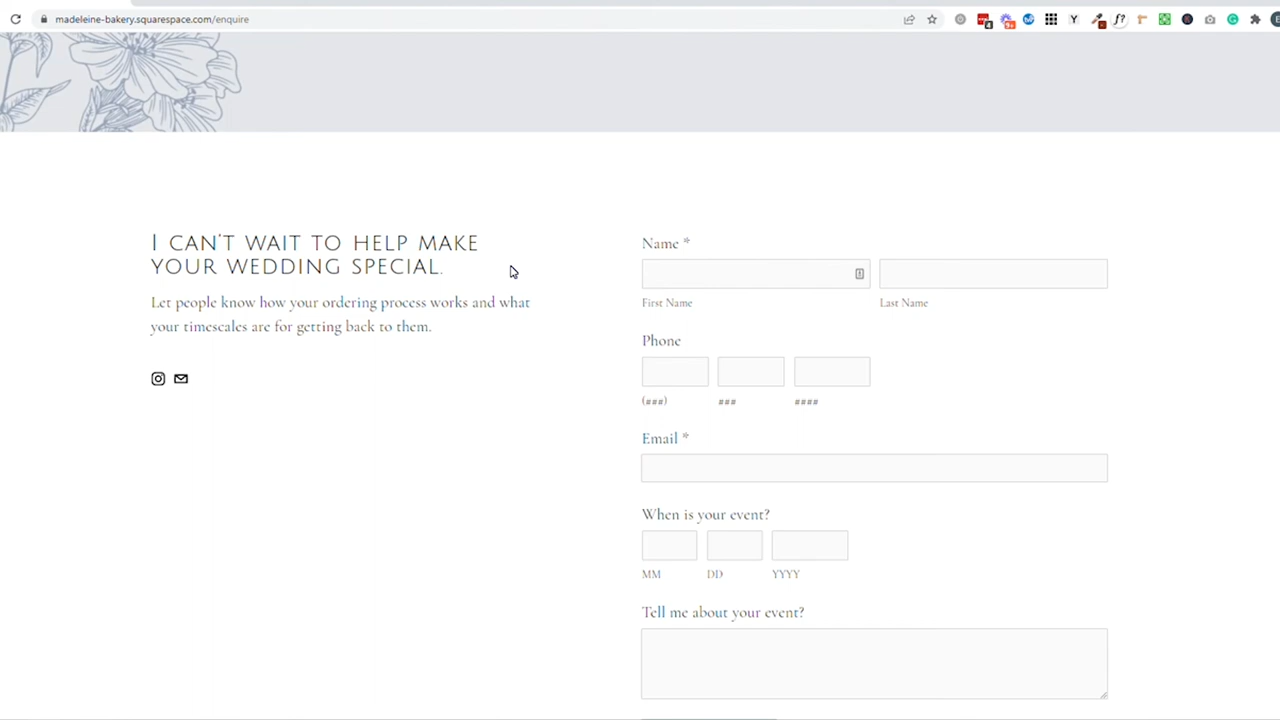 madeleine-bakery.squarespace.com/enquire
4
9+
Y
f?
I CAN'T WAIT TO HELP MAKE
YOUR WEDDING SPECIAL.
Let people know how your ordering process works and what
your timescales are for getting back to them.
Name *
First Name
Last Name
Phone
(###)
###
####
Email *
When is your event?
MM
DD
YYYY
Tell me about your event?